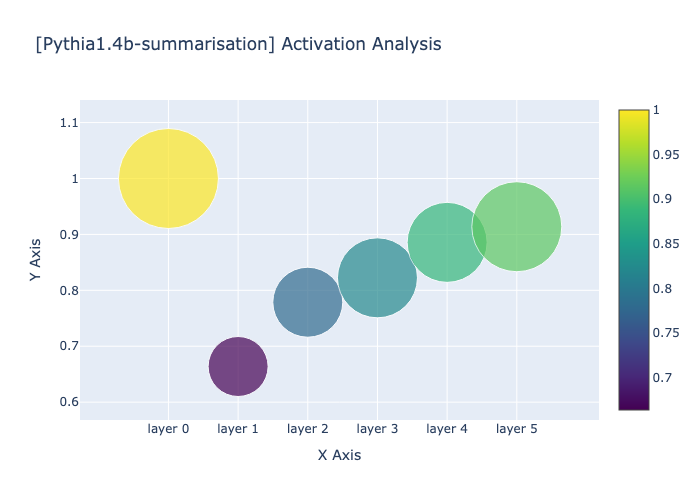 [Pythia1.4b-summarisation] Activation Analysis
1.1
1
0.9
0.8
0.7
0.6
Y Axis
layer 0
layer 1
layer 2
layer 3
layer 4
layer 5
X Axis
1
0.95
0.9
0.85
0.8
0.75
0.7